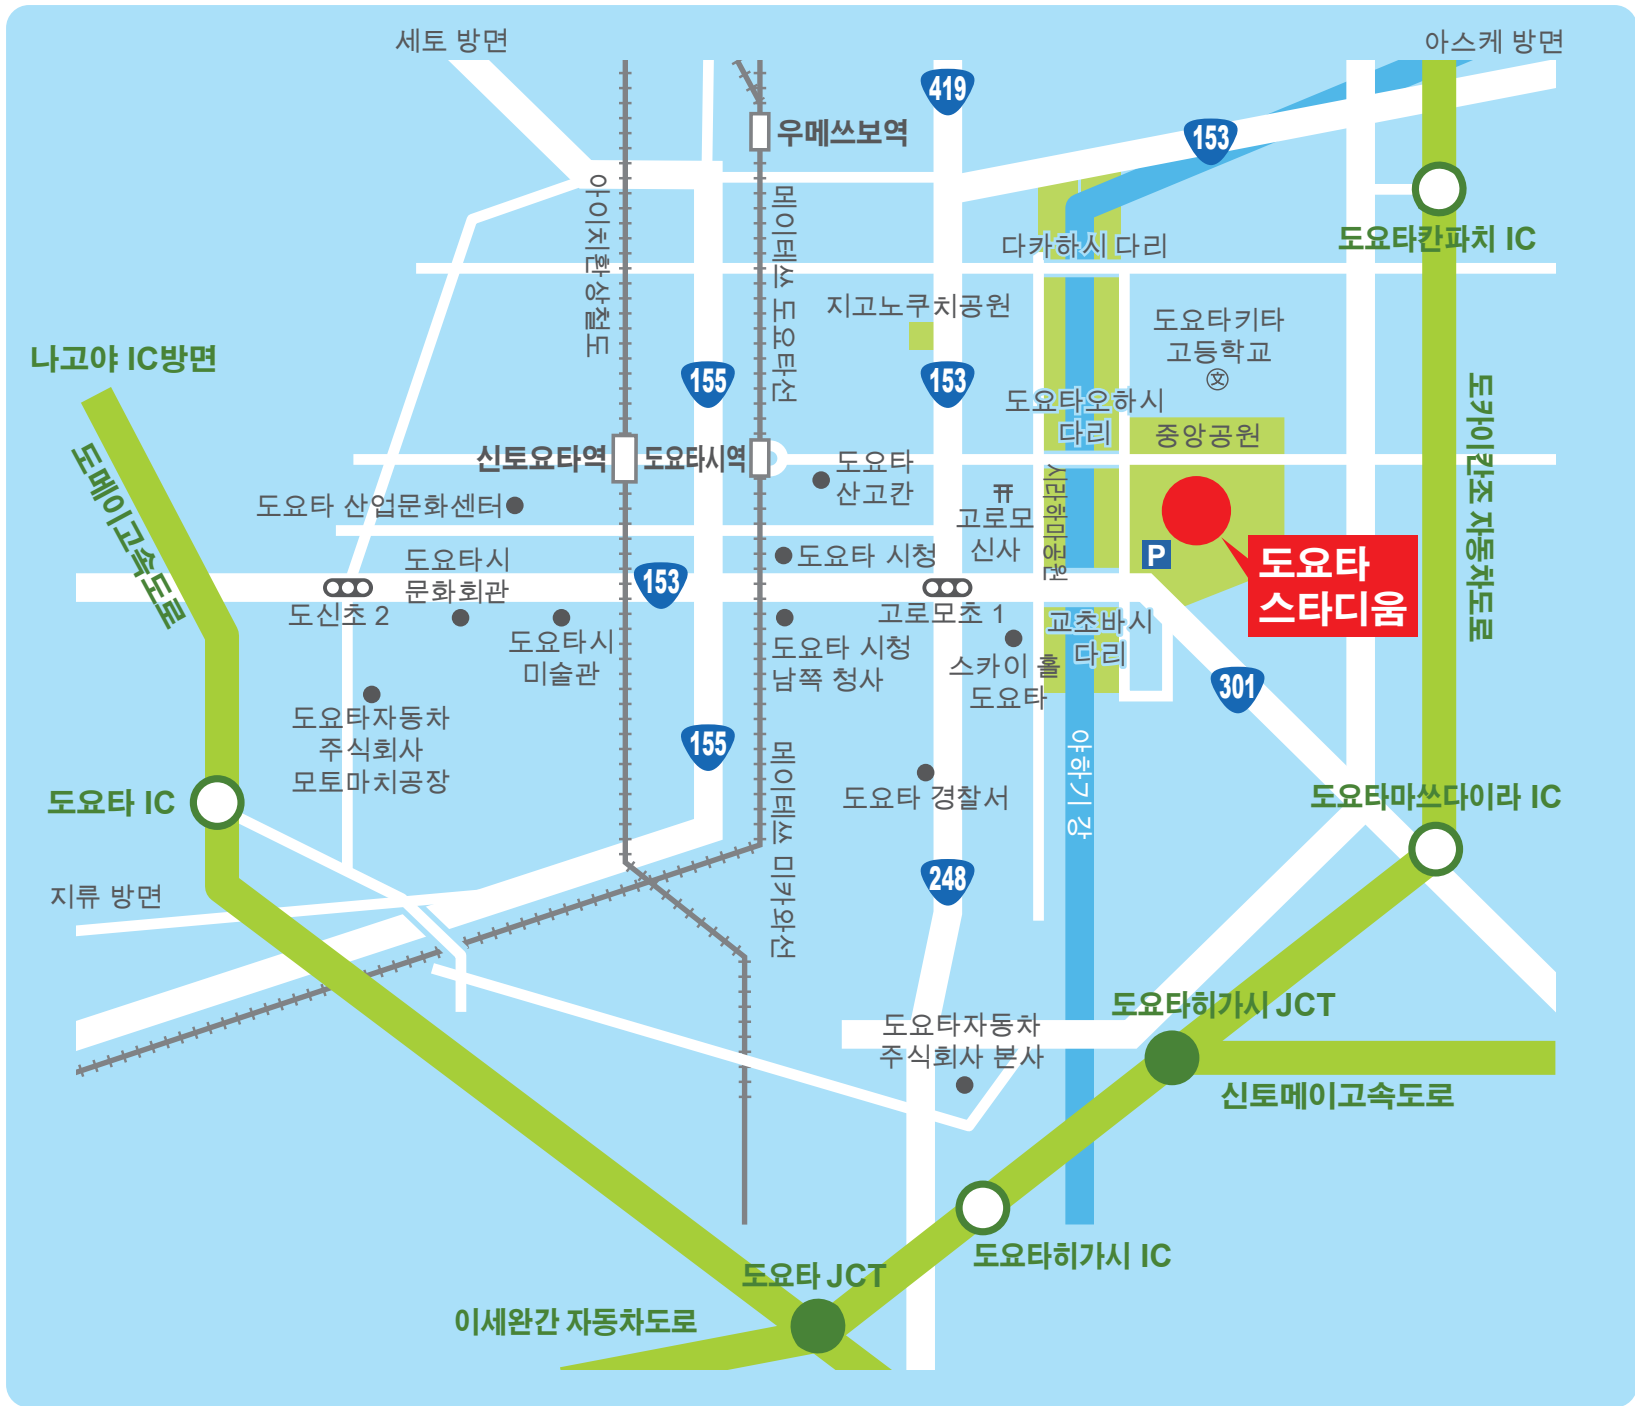 세토 방면
아스케 방면
419
153
우메쓰보역
아이치환상철도
메이테쓰 도요타선
도요타칸파치 IC
다카하시 다리
지고노쿠치공원
도요타키타
고등학교
文
나고야 IC방면
155
153
도요타오하시
다리
중앙공원
도카이칸조 자동차도로
도메이고속도로
신토요타역
도요타시역
도요타
산고칸
시라하마공원
도요타 산업문화센터
고로모
신사
P
도요타
스타디움
도요타시
문화회관
153
도요타 시청
도신초 2
고로모초 1
교초바시
다리
도요타시
미술관
도요타 시청
남쪽 청사
스카이 홀
도요타
301
도요타자동차
주식회사
모토마치공장
155
메이테쓰 미카와선
야하기 강
도요타 IC
도요타 경찰서
도요타마쓰다이라 IC
지류 방면
248
도요타히가시 JCT
도요타자동차
주식회사 본사
신토메이고속도로
도요타히가시 IC
도요타 JCT
이세완간 자동차도로